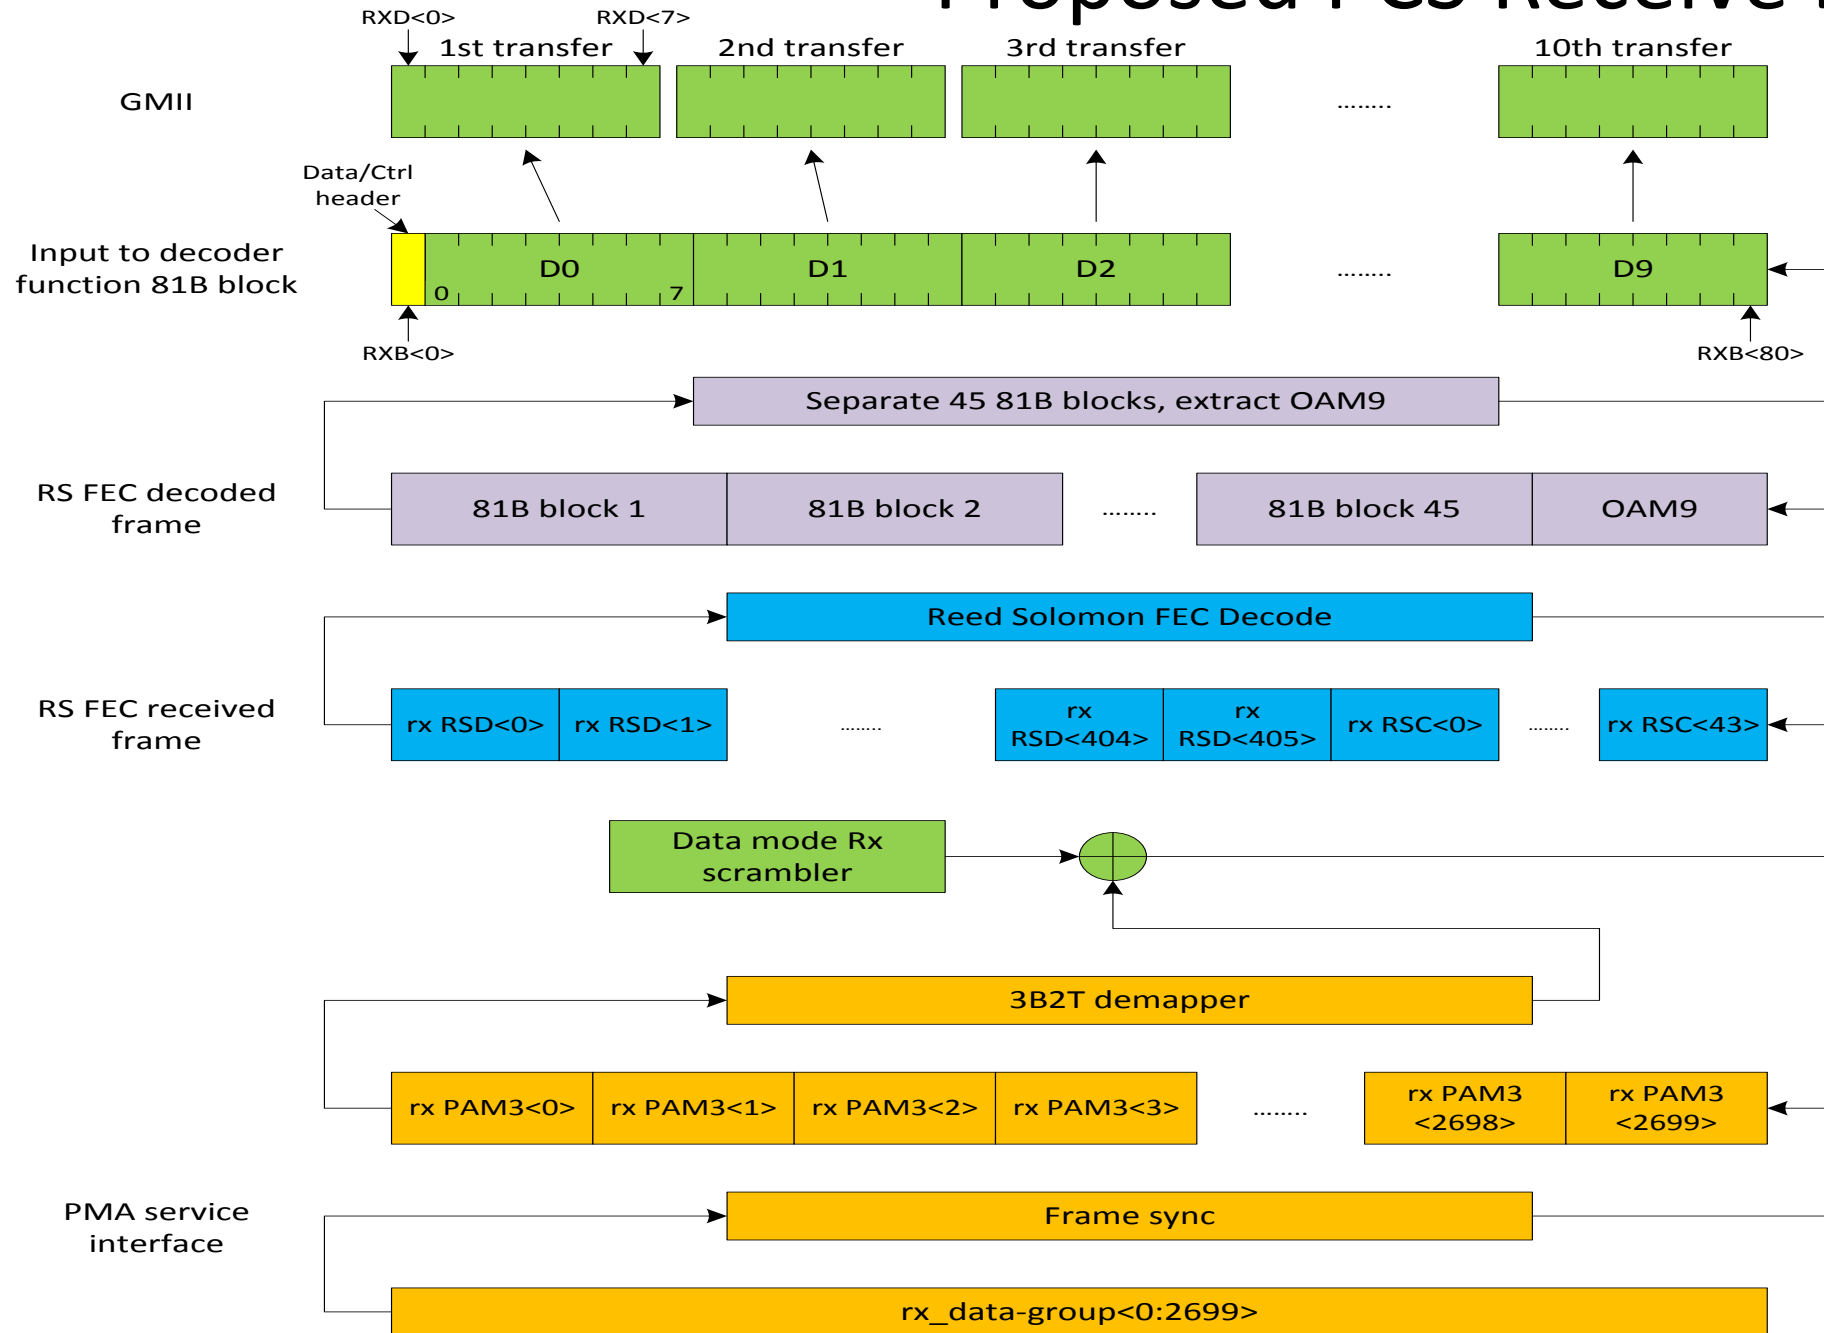 Proposed PCS Receive
RXD<0>
RXD<7>
1st transfer
2nd transfer
3rd transfer
10th transfer
GMII
........
Data/Ctrl
header
Input to decoder
function 81B block
D0
D1
D2
........
D9
0
7
RXB<0>
RXB<80>
Separate 45 81B blocks, extract OAM9
RS FEC decoded
frame
81B block 1
81B block 2
........
81B block 45
OAM9
Reed Solomon FEC Decode
RS FEC received
frame
rx RSD<0>
rx RSD<1>
........
rx
RSD<404>
rx
RSD<405>
rx RSC<0>
........
rx RSC<43>
Data mode Rx
scrambler
3B2T demapper
rx PAM3<0>
rx PAM3<1>
rx PAM3<2>
rx PAM3<3>
........
rx PAM3
<2698>
rx PAM3
<2699>
PMA service
interface
Frame sync
rx_data-group<0:2699>